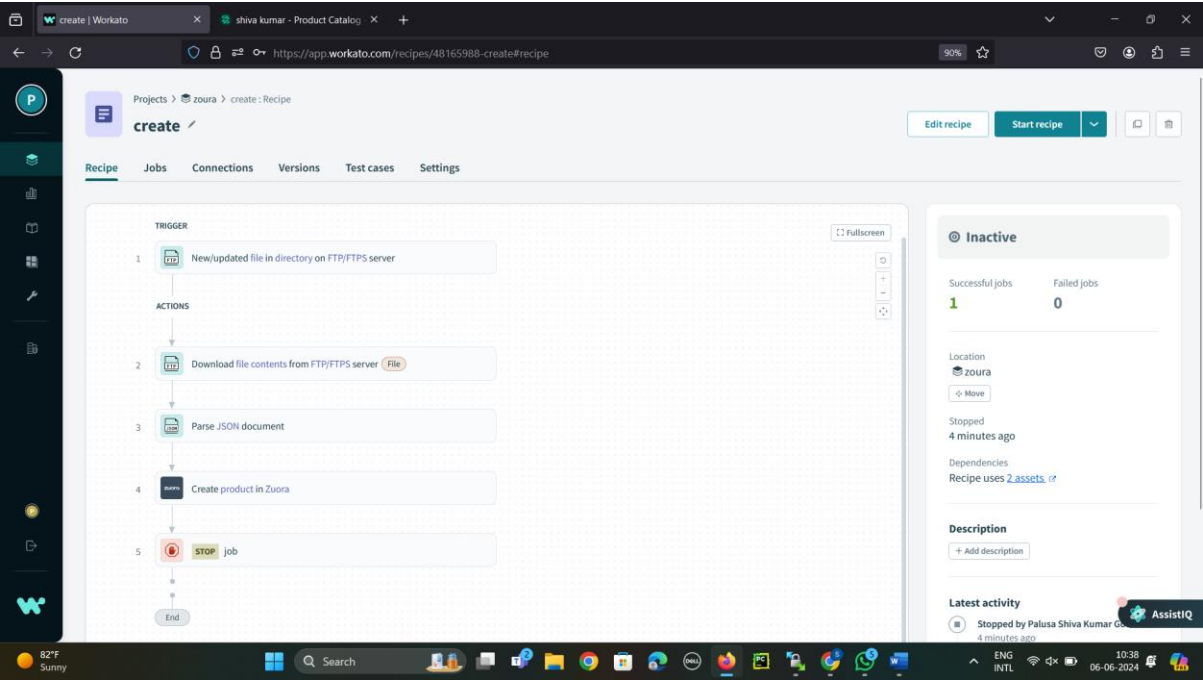 create | Workato
shiva kumar - Product Catalog
https://app.workato.com/recipes/48165988-create#recipe
90%
P
Projects > zoura > create : Recipe
create
Edit recipe
Start recipe
Recipe
Jobs
Connections
Versions
Test cases
Settings
TRIGGER
Fullscreen
1 New/updated file in directory on FTP/FTPS server
ACTIONS
2 Download file contents from FTP/FTPS server File
3 Parse JSON document
4 Create product in Zuora
5 STOP job
End
Inactive
Successful jobs Failed jobs
1 0
Location
zoura
Move
Stopped
4 minutes ago
Dependencies
Recipe uses 2 assets
Description
+ Add description
Latest activity
Stopped by Palusa Shiva Kumar
4 minutes ago
AssistIQ
82°F
Sunny
Search
ENG
INTL
10:38
06-06-2024